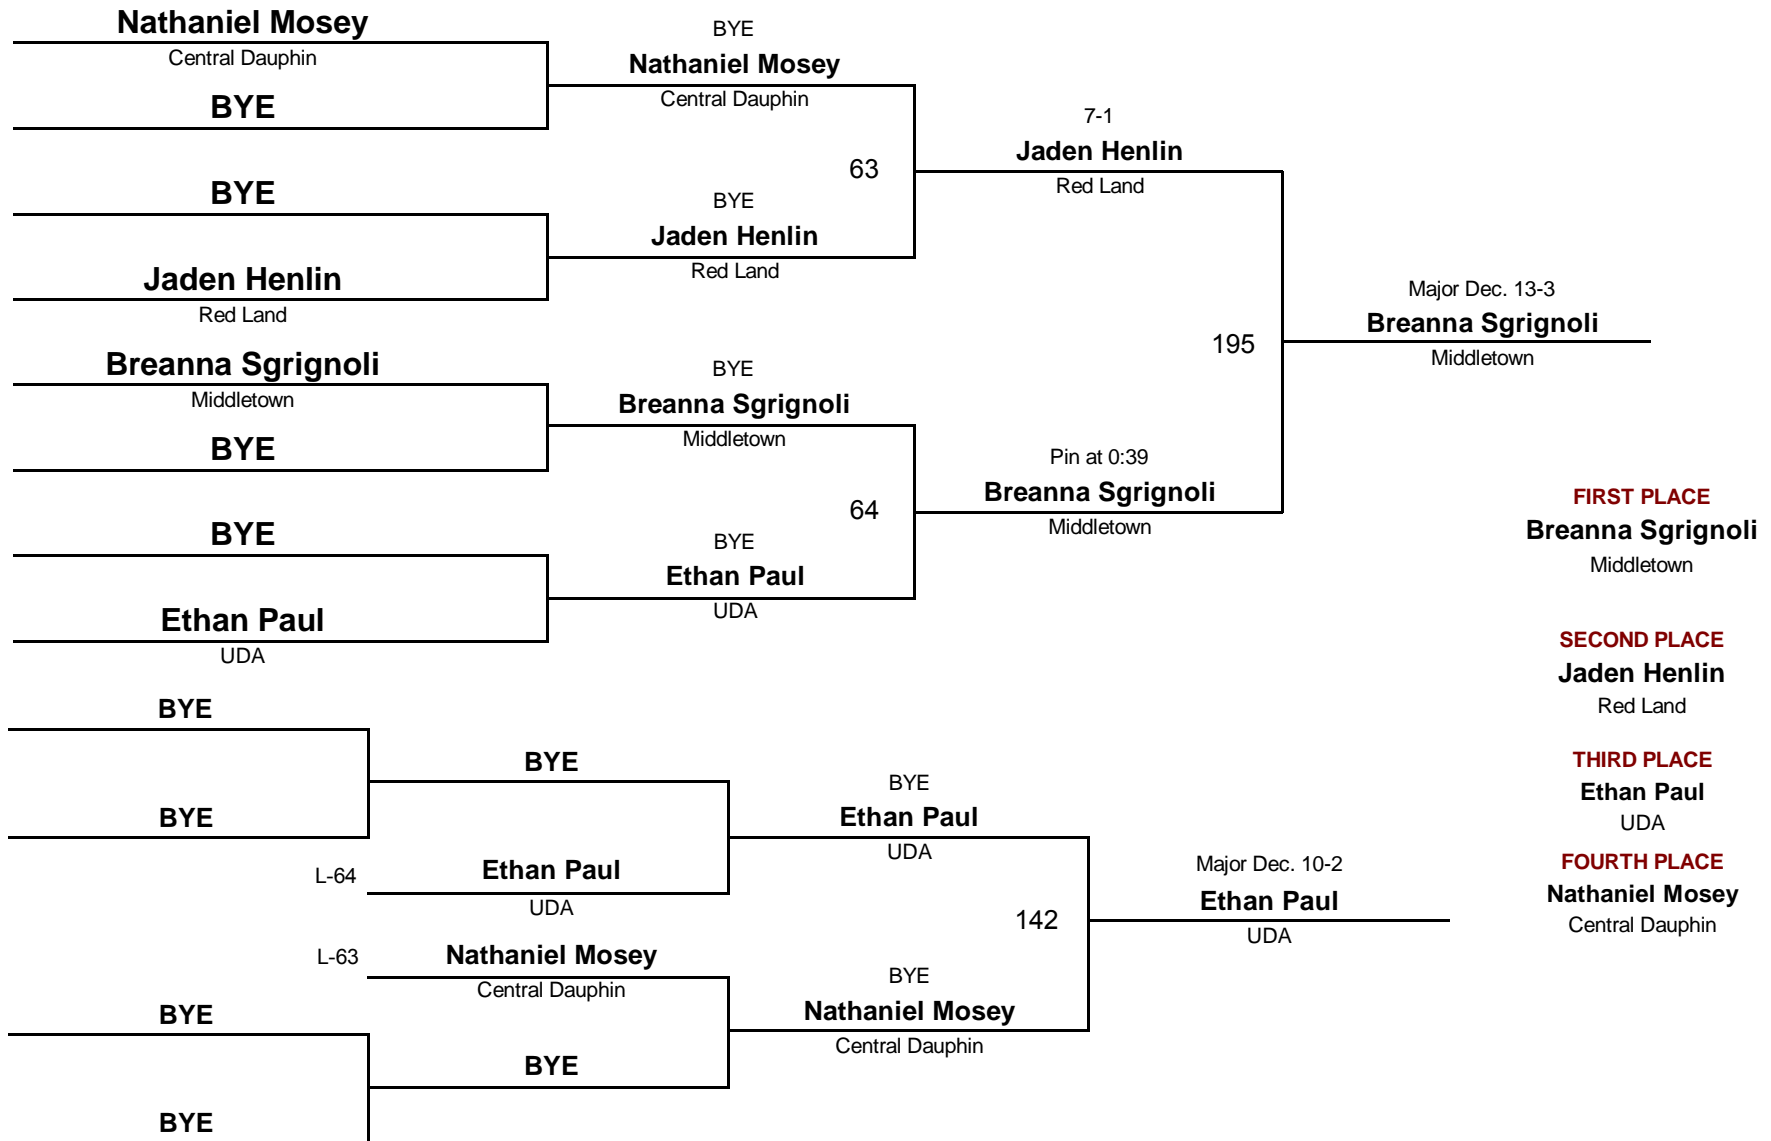 Nathaniel Mosey
Central Dauphin
BYE
BYE
Jaden Henlin
Red Land
Breanna Sgrignoli
Middletown
BYE
BYE
Ethan Paul
UDA
BYE
Nathaniel Mosey
Central Dauphin
63
BYE
Jaden Henlin
Red Land
BYE
Breanna Sgrignoli
Middletown
64
BYE
Ethan Paul
UDA
7-1
Jaden Henlin
Red Land
195
Pin at 0:39
Breanna Sgrignoli
Middletown
Major Dec. 13-3
Breanna Sgrignoli
Middletown
FIRST PLACE
Breanna Sgrignoli
Middletown
SECOND PLACE
Jaden Henlin
Red Land
THIRD PLACE
Ethan Paul
UDA
FOURTH PLACE
Nathaniel Mosey
Central Dauphin
BYE
BYE
BYE
L-64
Ethan Paul
UDA
L-63
Nathaniel Mosey
Central Dauphin
BYE
BYE
BYE
BYE
Ethan Paul
UDA
142
BYE
Nathaniel Mosey
Central Dauphin
Major Dec. 10-2
Ethan Paul
UDA